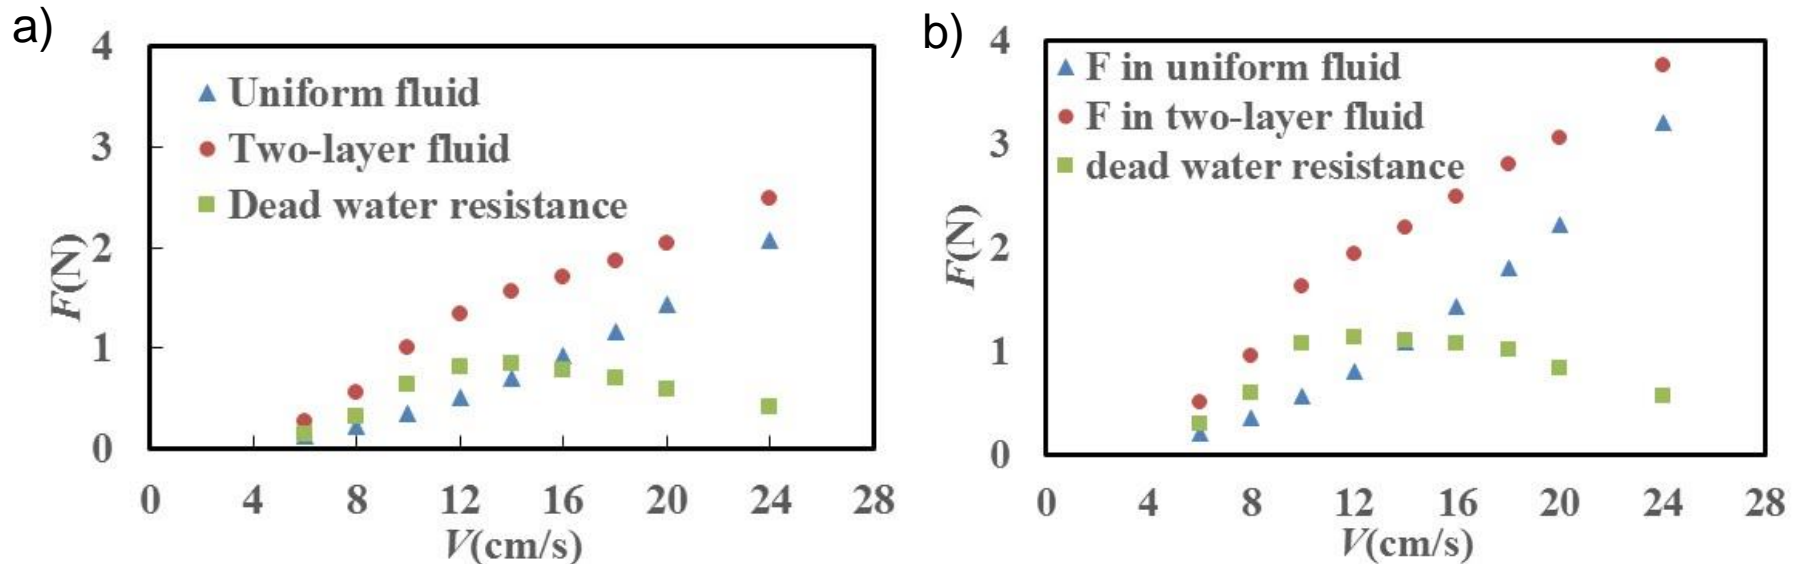 a)
4
3
2
1
0
F(N)
Uniform fluid
Two-layer fluid
Dead water resistance
0 4 8 12 16 20 24 28
V(cm/s)
b)
4
3
2
1
0
F(N)
F in uniform fluid
F in two-layer fluid
dead water resistance
0 4 8 12 16 20 24 28
V(cm/s)